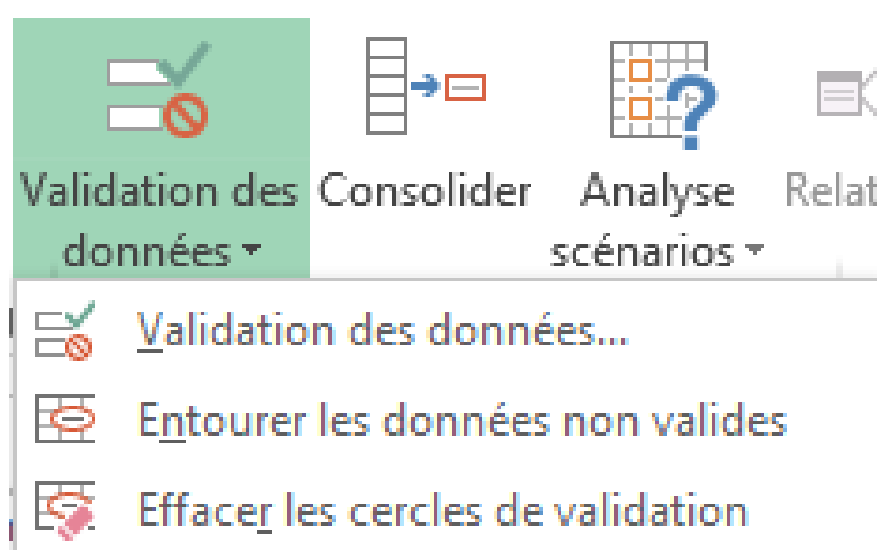 Validation des Consolider Analyse Relat
données scénarios
Validation des données...
Entourer les données non valides
Effacer les cercles de validation